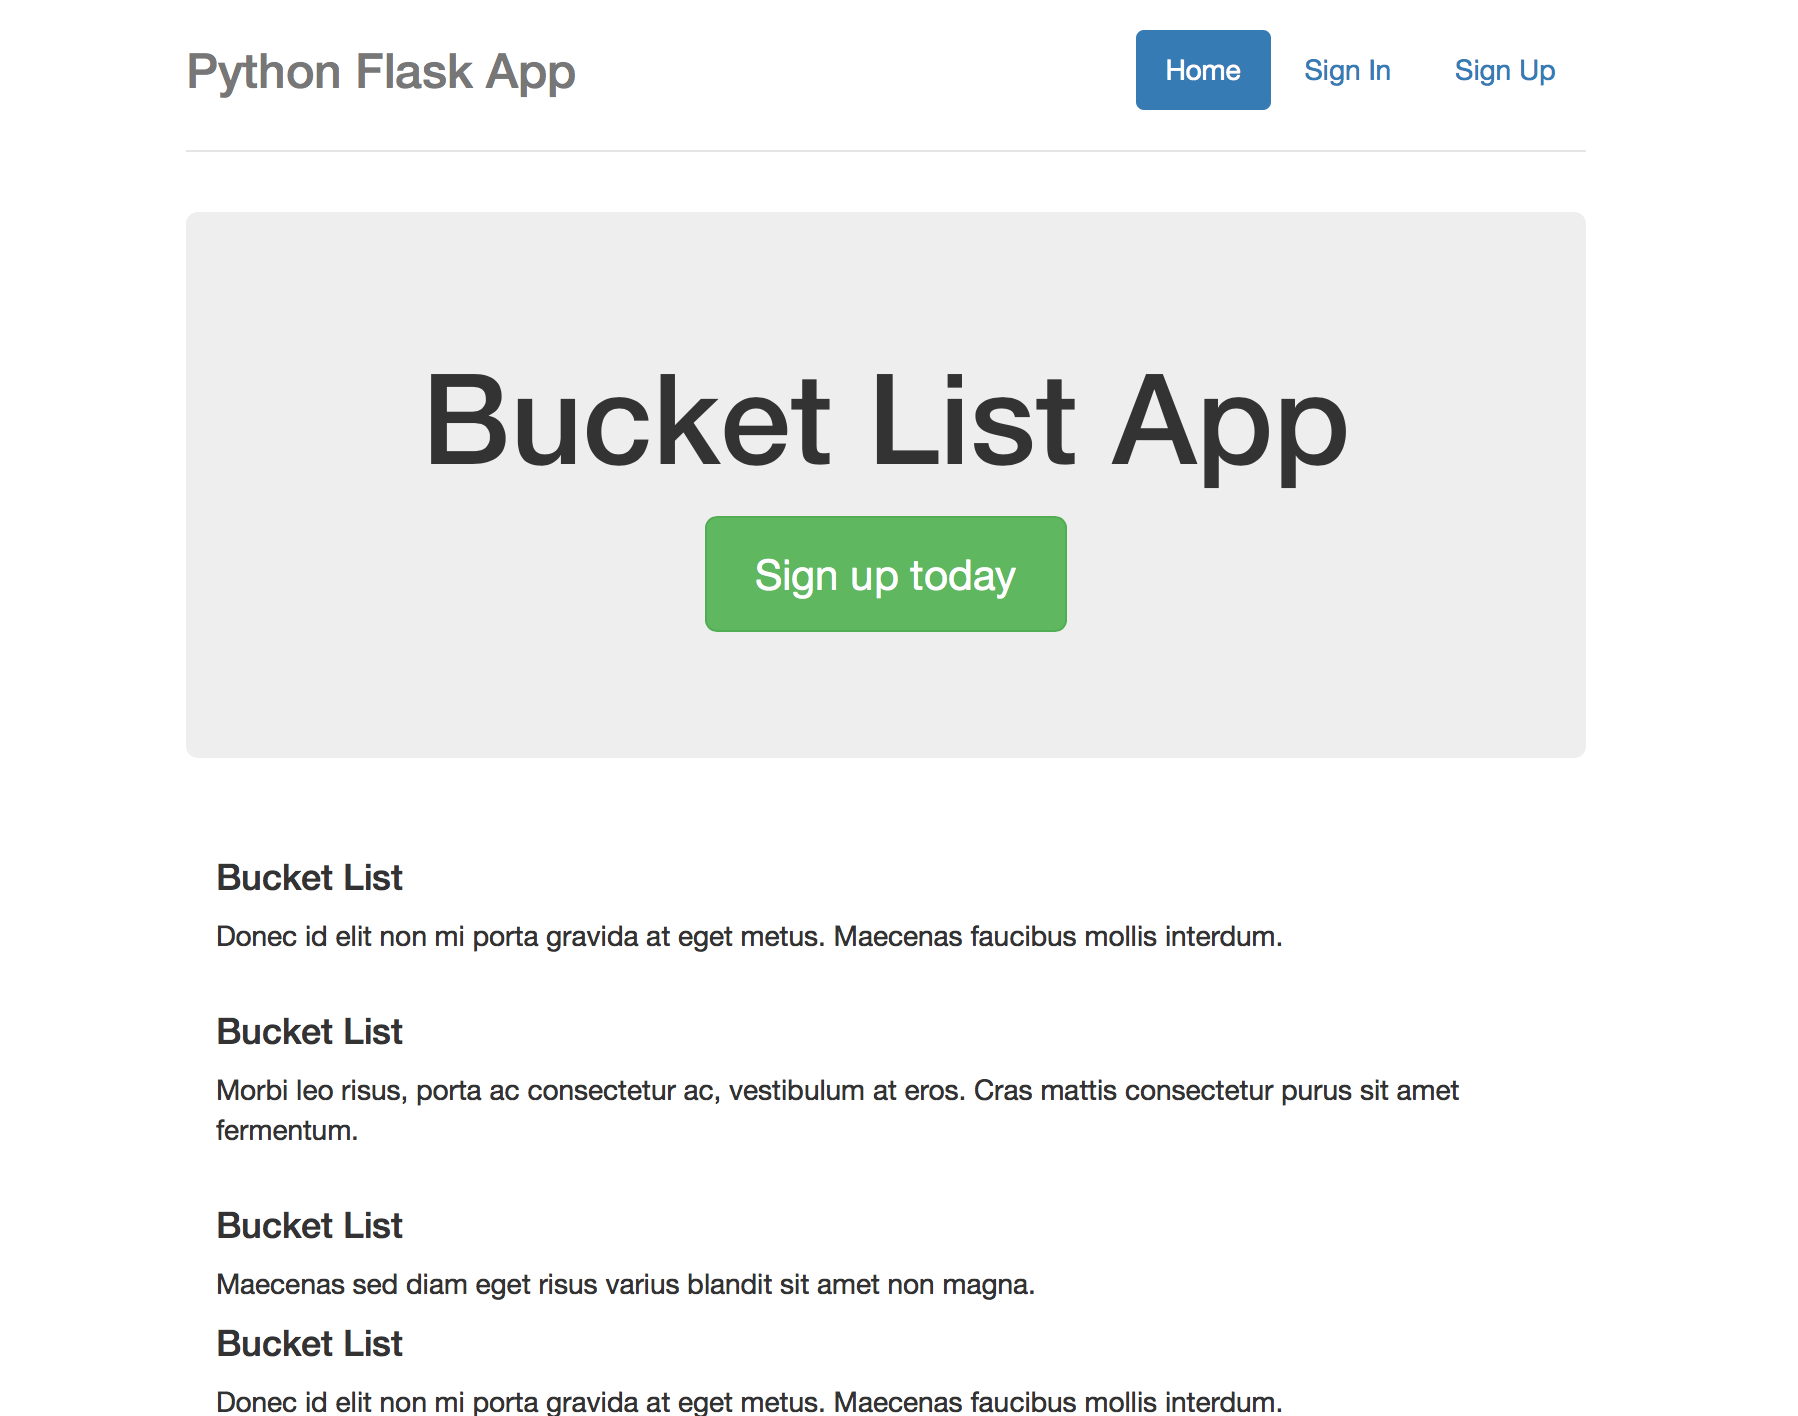 Python Flask App
Home Sign In Sign Up
Bucket List App
Sign up today
Bucket List
Donec id elit non mi porta gravida at eget metus. Maecenas faucibus mollis interdum.
Bucket List
Morbi leo risus, porta ac consectetur ac, vestibulum at eros. Cras mattis consectetur purus sit amet
fermentum.
Bucket List
Maecenas sed diam eget risus varius blandit sit amet non magna.
Bucket List
Donec id elit non mi porta gravida at eget metus. Maecenas faucibus mollis interdum.